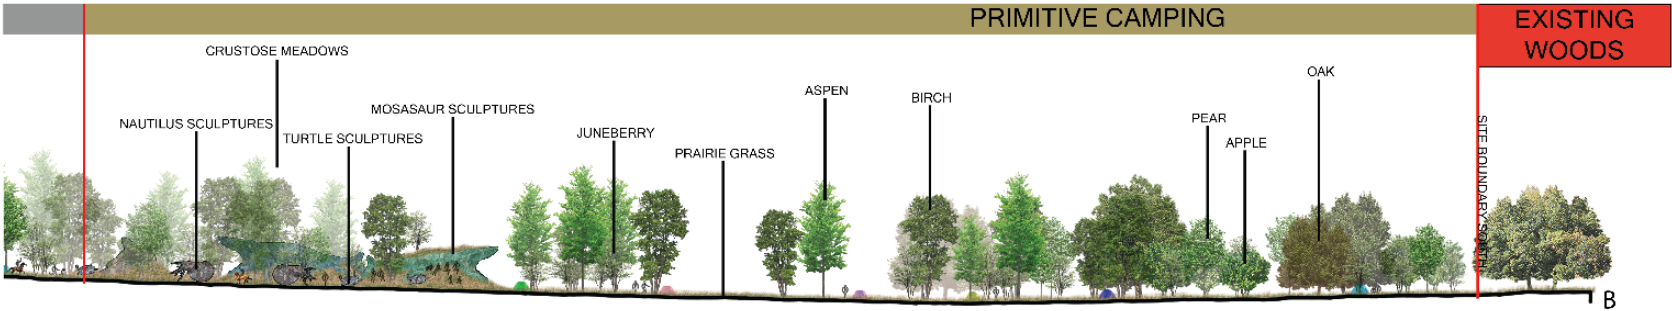 PRIMITIVE CAMPING
EXISTING
WOODS
CRUSTOSE MEADOWS
OAK
ASPEN
BIRCH
MOSASAUR SCULPTURES
NAUTILUS SCULPTURES
TURTLE SCULPTURES
JUNEBERRY
PEAR
PRAIRIE GRASS
APPLE
SITE BOUNDARY SOUTH
B